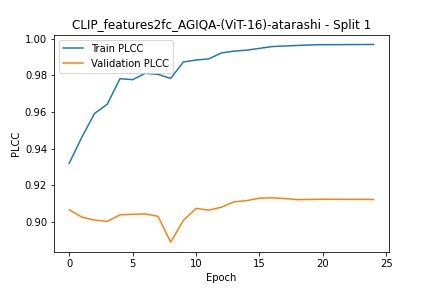 CLIP_features2fc_AGIQA-(ViT-16)-atarashi - Split 1
Train PLCC
Validation PLCC
1.00
0.98
0.96
0.94
0.92
0.90
PLCC
0
5
10
15
20
25
Epoch